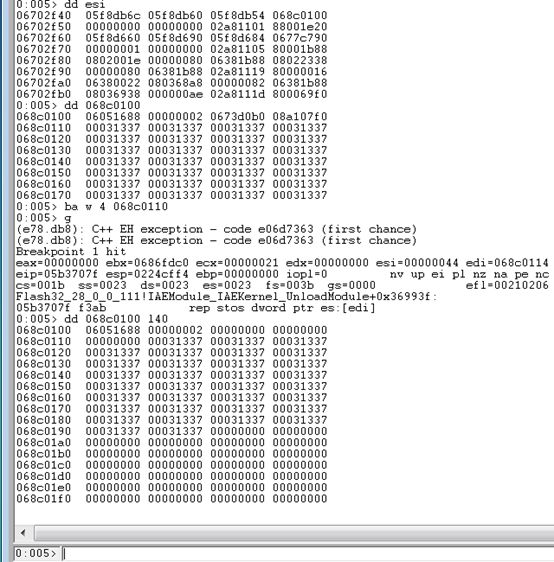 0:005> dd esi
06702f40 05f8db6c 05f8db60 05f8db54 068c0100
06702f50 00000000 00000000 02a81101 88001e20
06702f60 05f8d660 05f8d690 05f8d684 0677c790
06702f70 00000001 00000000 02a81105 80001b88
06702f80 0802001e 00000080 06381b88 08022338
06702f90 00000080 06381b88 02a81119 80000016
06702fa0 06380022 080368a8 00000082 06381b88
06702fb0 08036938 000000ae 02a8111d 800069f0
0:005> dd 068c0100
068c0100 06051688 00000002 0673d0b0 08a107f0
068c0110 00031337 00031337 00031337 00031337
068c0120 00031337 00031337 00031337 00031337
068c0130 00031337 00031337 00031337 00031337
068c0140 00031337 00031337 00031337 00031337
068c0150 00031337 00031337 00031337 00031337
068c0160 00031337 00031337 00031337 00031337
068c0170 00031337 00031337 00031337 00031337
0:005> ba w 4 068c0110
0:005> g
(e78.db8): C++ EH exception - code e06d7363 (first chance)
(e78.db8): C++ EH exception - code e06d7363 (first chance)
Breakpoint 1 hit
eax=00000000 ebx=0686fdc0 ecx=00000021 edx=00000000 esi=00000044 edi=068c0114
eip=05b3707f esp=0224cff4 ebp=00000000 iopl=0 nv up ei pl nz na pe nc
cs=001b ss=0023 ds=0023 es=0023 fs=003b gs=0000 efl=00210206
Flash32_28_0_0_111!IAEModule_IAEKernel_UnloadModule+0x36993f:
05b3707f f3ab rep stos dword ptr es:[edi]
0:005> dd 068c0100 140
068c0100 06051688 00000002 00000000 00000000
068c0110 00000000 00031337 00031337 00031337
068c0120 00031337 00031337 00031337 00031337
068c0130 00031337 00031337 00031337 00031337
068c0140 00031337 00031337 00031337 00031337
068c0150 00031337 00031337 00031337 00031337
068c0160 00031337 00031337 00031337 00031337
068c0170 00031337 00031337 00031337 00031337
068c0180 00031337 00031337 00031337 00031337
068c0190 00031337 00031337 00000000 00000000
068c01a0 00000000 00000000 00000000 00000000
068c01b0 00000000 00000000 00000000 00000000
068c01c0 00000000 00000000 00000000 00000000
068c01d0 00000000 00000000 00000000 00000000
068c01e0 00000000 00000000 00000000 00000000
068c01f0 00000000 00000000 00000000 00000000
0:005>